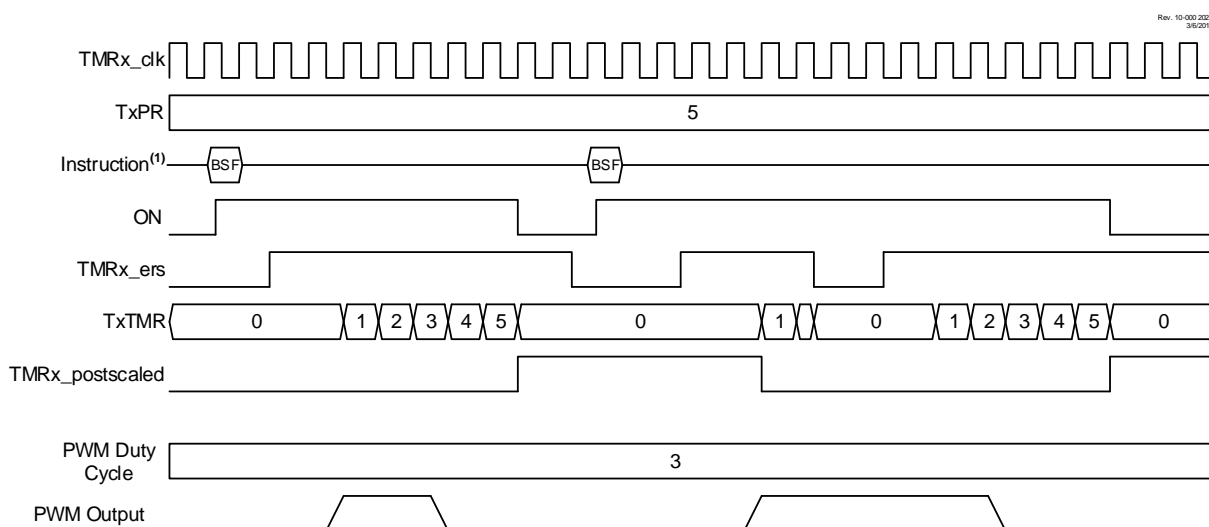 Rev. 10-000 202
3/6/201
TMRx_clk
TxPR
5
Instruction(1)
BSF
BSF
ON
TMRx_ers
TxTMR
0 1 2 3 4 5 0 1 0 1 2 3 4 5 0
TMRx_postscaled
PWM Duty
Cycle
3
PWM Output